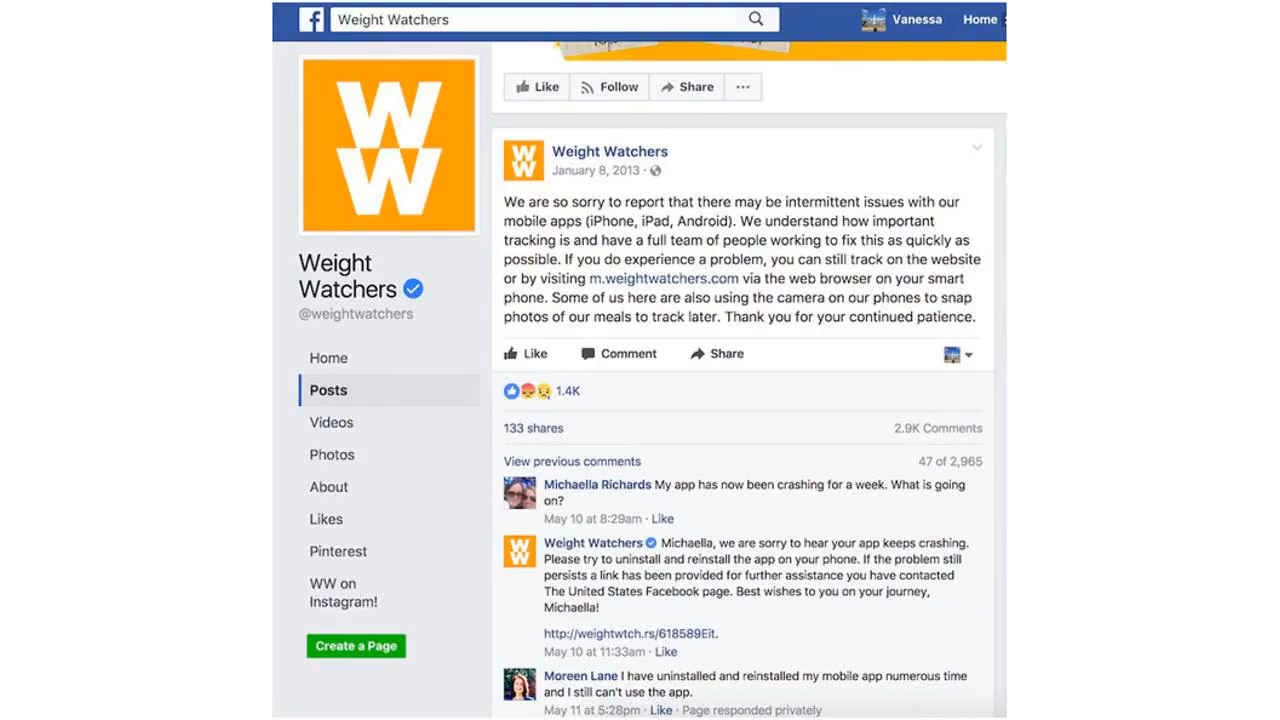 Weight Watchers
Vanessa
Home
Like
Follow
Share
W
W
Weight
Watchers
@weightwatchers
Home
Posts
Videos
Photos
About
Likes
Pinterest
WW on
Instagram!
Create a Page
W
W
Weight Watchers
January 8, 2013 ·
We are so sorry to report that there may be intermittent issues with our
mobile apps (iPhone, iPad, Android). We understand how important
tracking is and have a full team of people working to fix this as quickly as
possible. If you do experience a problem, you can still track on the website
or by visiting m.weightwatchers.com via the web browser on your smart
phone. Some of us here are also using the camera on our phones to snap
photos of our meals to track later. Thank you for your continued patience.
Like
Comment
Share
1.4K
133 shares
2.9K Comments
View previous comments
47 of 2,965
Michaella Richards My app has now been crashing for a week. What is going
on?
May 10 at 8:29am · Like
W
W
Weight Watchers Michaella, we are sorry to hear your app keeps crashing.
Please try to uninstall and reinstall the app on your phone. If the problem still
persists a link has been provided for further assistance you have contacted
The United States Facebook page. Best wishes to you on your journey,
Michaella!
http://weightwtch.rs/618589Eit.
May 10 at 11:33am · Like
Moreen Lane I have uninstalled and reinstalled my mobile app numerous time
and I still can't use the app.
May 11 at 5:28pm · Like · Page responded privately